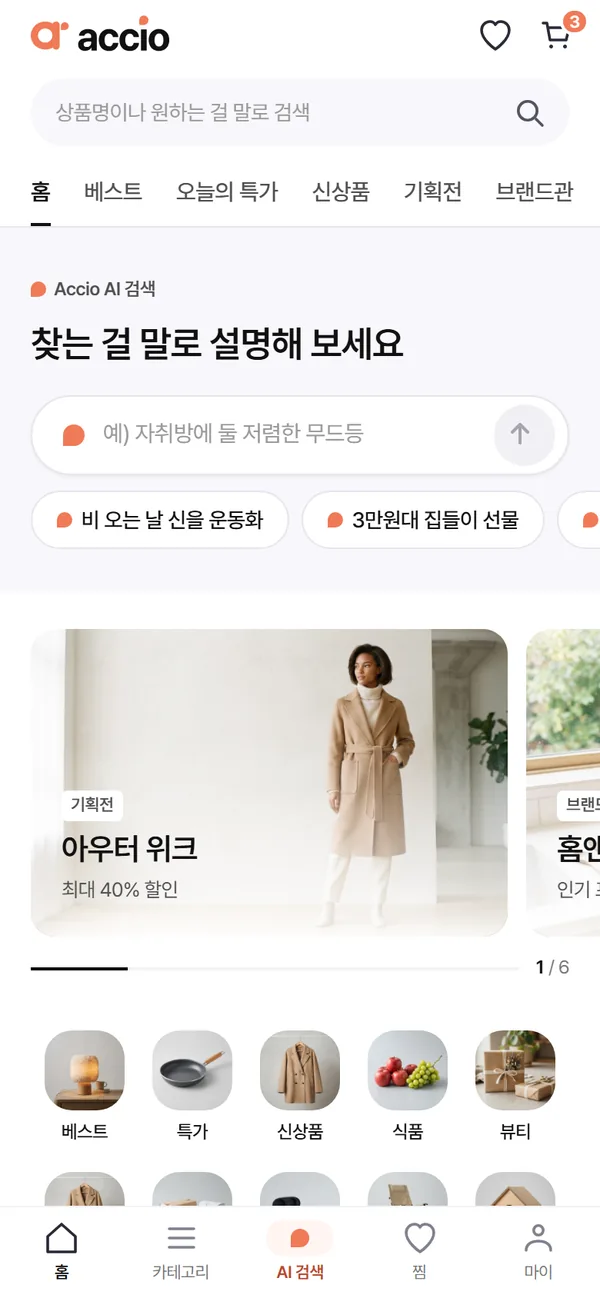 accio
3
상품명이나 원하는 걸 말로 검색
홈 베스트 오늘의 특가 신상품 기획전 브랜드관
Accio AI 검색
찾는 걸 말로 설명해 보세요
예) 자취방에 둘 저렴한 무드등
비 오는 날 신을 운동화 3만원대 집들이 선물
기획전
아우터 위크
최대 40% 할인
인기
1 / 6
베스트 특가 신상품 식품 뷰티
홈 카테고리 AI 검색 찜 마이